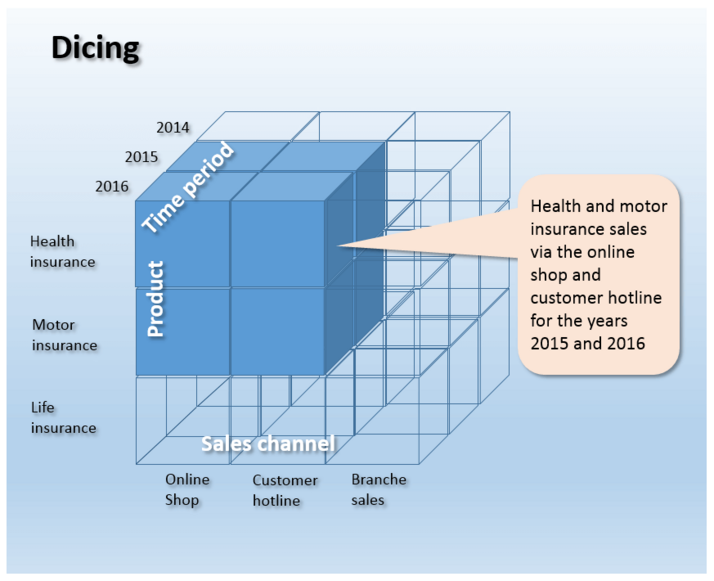 Dicing
2014
2015
2016
Time period
Health
insurance
Product
Motor
insurance
Life
insurance
Sales channel
Online
Shop
Customer
hotline
Branche
sales
Health and motor
insurance sales
via the online
shop and
customer hotline
for the years
2015 and 2016